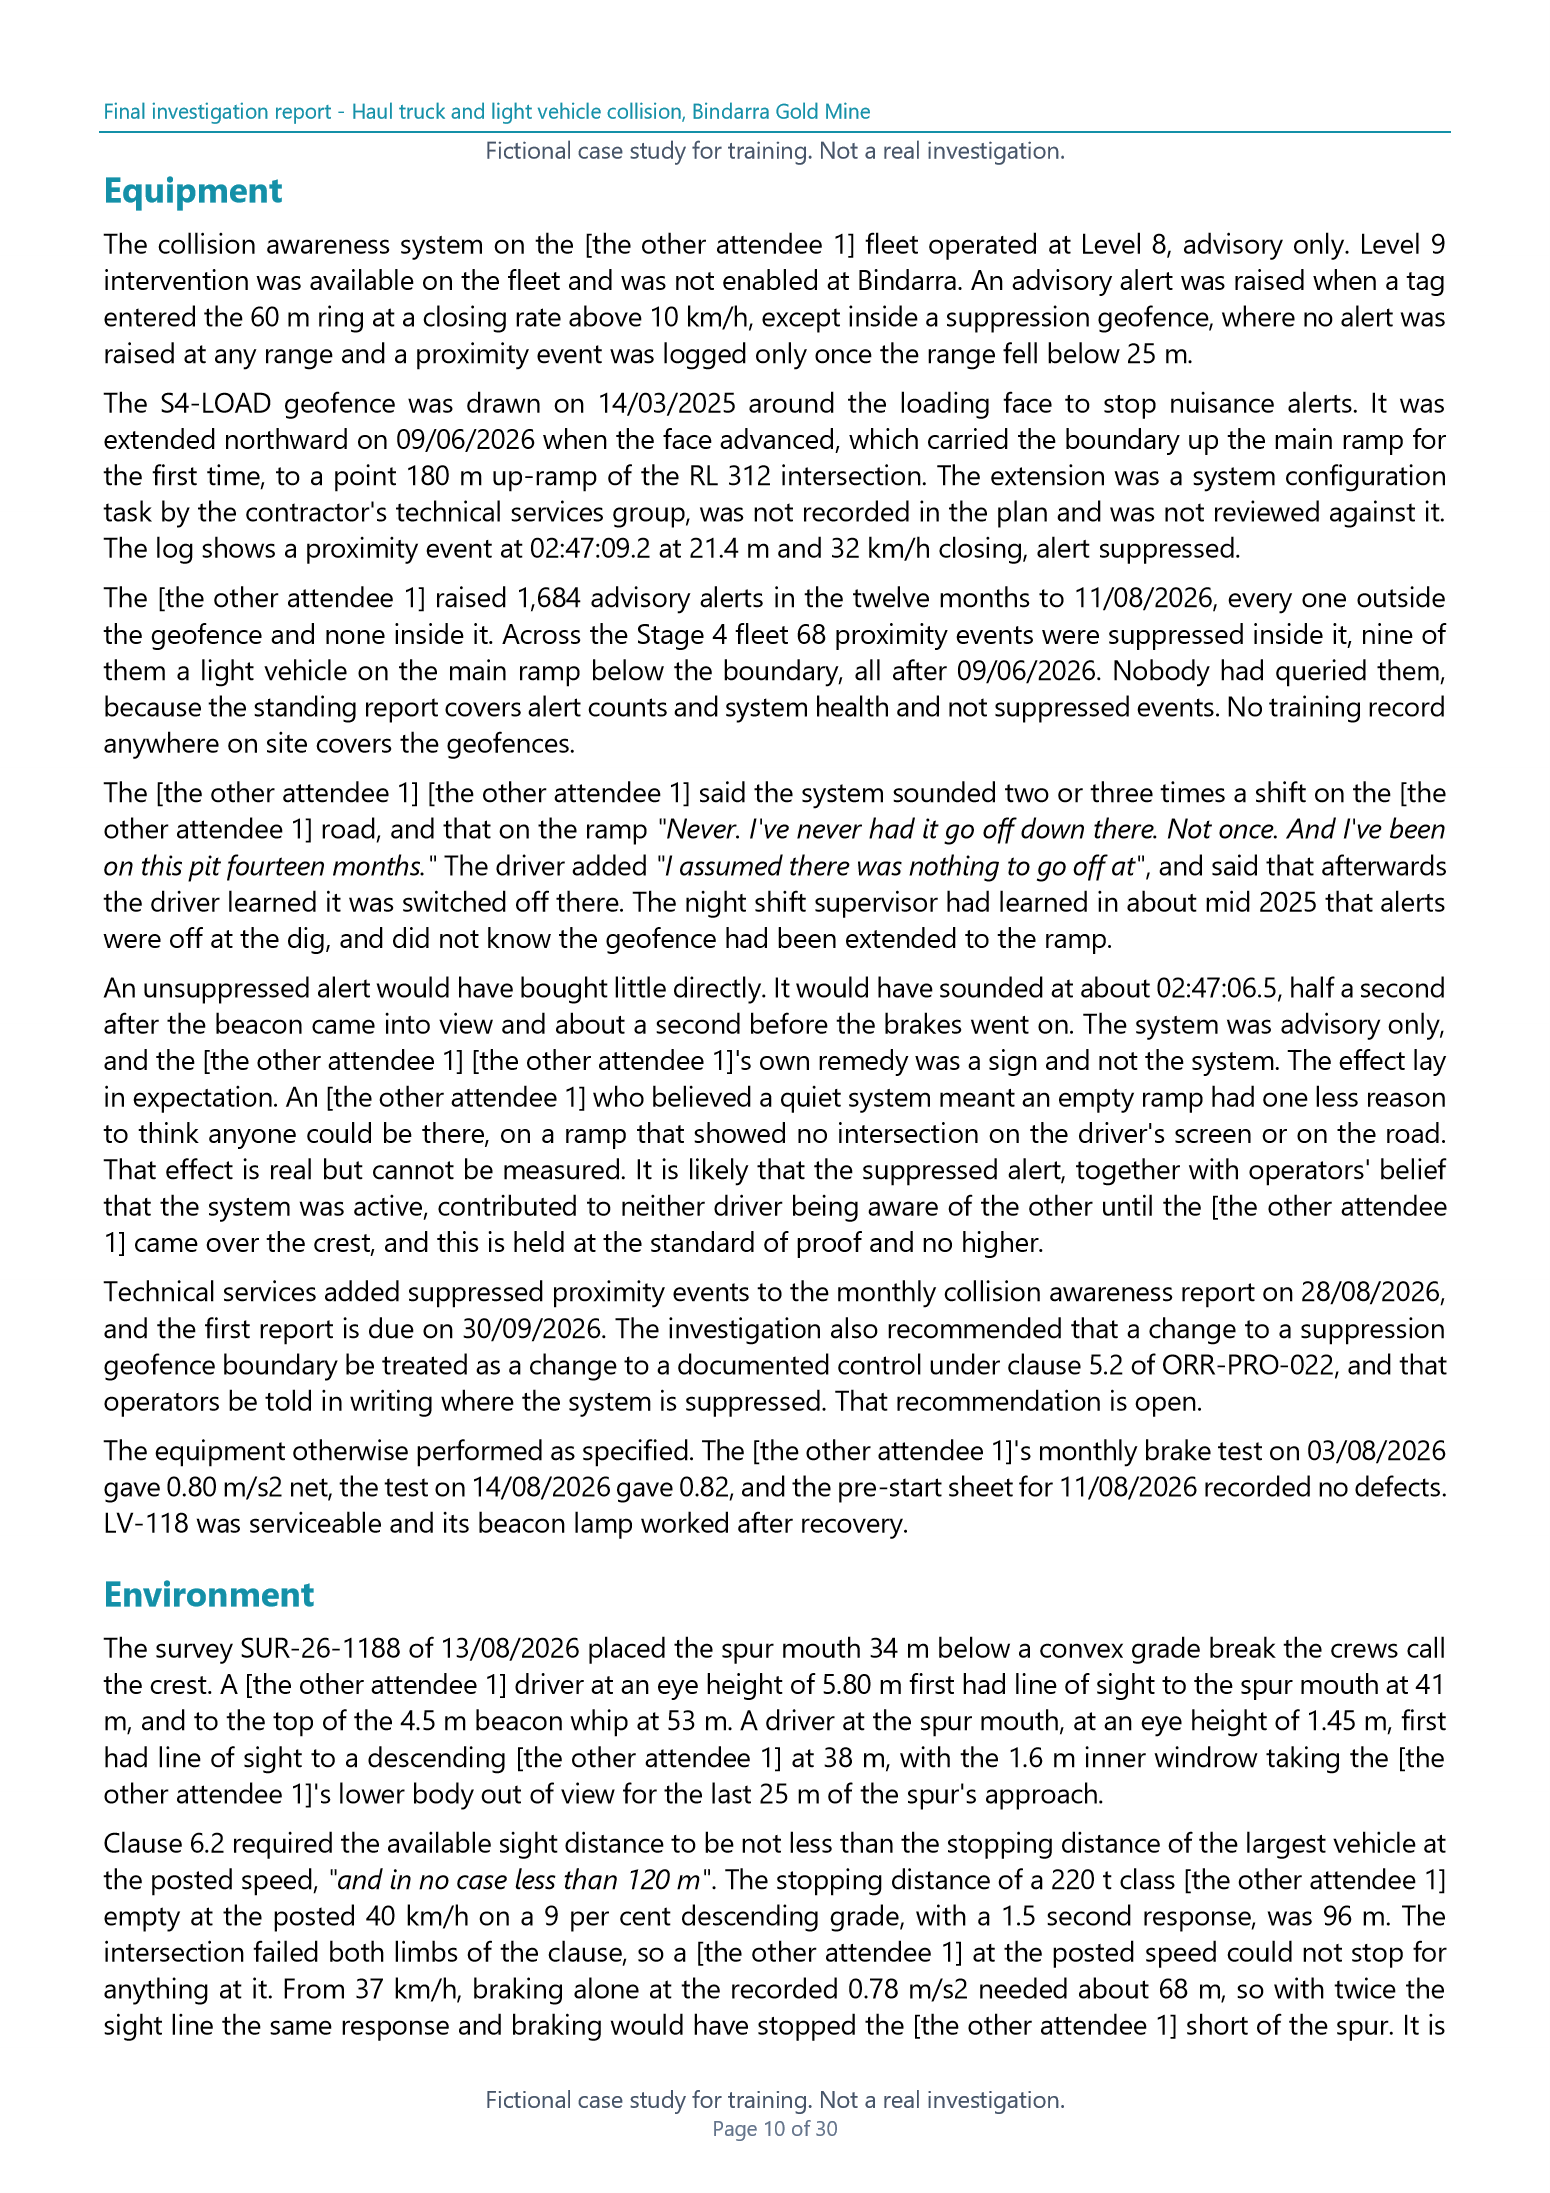 Final investigation report - Haul truck and light vehicle collision, Bindarra Gold Mine
Fictional case study for training. Not a real investigation.
Equipment
The collision awareness system on the [the other attendee 1] fleet operated at Level 8, advisory only. Level 9
intervention was available on the fleet and was not enabled at Bindarra. An advisory alert was raised when a tag
entered the 60 m ring at a closing rate above 10 km/h, except inside a suppression geofence, where no alert was
raised at any range and a proximity event was logged only once the range fell below 25 m.
The S4-LOAD geofence was drawn on 14/03/2025 around the loading face to stop nuisance alerts. It was
extended northward on 09/06/2026 when the face advanced, which carried the boundary up the main ramp for
the first time, to a point 180 m up-ramp of the RL 312 intersection. The extension was a system configuration
task by the contractor's technical services group, was not recorded in the plan and was not reviewed against it.
The log shows a proximity event at 02:47:09.2 at 21.4 m and 32 km/h closing, alert suppressed.
The [the other attendee 1] raised 1,684 advisory alerts in the twelve months to 11/08/2026, every one outside
the geofence and none inside it. Across the Stage 4 fleet 68 proximity events were suppressed inside it, nine of
them a light vehicle on the main ramp below the boundary, all after 09/06/2026. Nobody had queried them,
because the standing report covers alert counts and system health and not suppressed events. No training record
anywhere on site covers the geofences.
The [the other attendee 1] [the other attendee 1] said the system sounded two or three times a shift on the [the
other attendee 1] road, and that on the ramp "Never. I've never had it go off down there. Not once. And I've been
on this pit fourteen months." The driver added "I assumed there was nothing to go off at", and said that afterwards
the driver learned it was switched off there. The night shift supervisor had learned in about mid 2025 that alerts
were off at the dig, and did not know the geofence had been extended to the ramp.
An unsuppressed alert would have bought little directly. It would have sounded at about 02:47:06.5, half a second
after the beacon came into view and about a second before the brakes went on. The system was advisory only,
and the [the other attendee 1] [the other attendee 1]'s own remedy was a sign and not the system. The effect lay
in expectation. An [the other attendee 1] who believed a quiet system meant an empty ramp had one less reason
to think anyone could be there, on a ramp that showed no intersection on the driver's screen or on the road.
That effect is real but cannot be measured. It is likely that the suppressed alert, together with operators' belief
that the system was active, contributed to neither driver being aware of the other until the [the other attendee
1] came over the crest, and this is held at the standard of proof and no higher.
Technical services added suppressed proximity events to the monthly collision awareness report on 28/08/2026,
and the first report is due on 30/09/2026. The investigation also recommended that a change to a suppression
geofence boundary be treated as a change to a documented control under clause 5.2 of ORR-PRO-022, and that
operators be told in writing where the system is suppressed. That recommendation is open.
The equipment otherwise performed as specified. The [the other attendee 1]'s monthly brake test on 03/08/2026
gave 0.80 m/s2 net, the test on 14/08/2026 gave 0.82, and the pre-start sheet for 11/08/2026 recorded no defects.
LV-118 was serviceable and its beacon lamp worked after recovery.
Environment
The survey SUR-26-1188 of 13/08/2026 placed the spur mouth 34 m below a convex grade break the crews call
the crest. A [the other attendee 1] driver at an eye height of 5.80 m first had line of sight to the spur mouth at 41
m, and to the top of the 4.5 m beacon whip at 53 m. A driver at the spur mouth, at an eye height of 1.45 m, first
had line of sight to a descending [the other attendee 1] at 38 m, with the 1.6 m inner windrow taking the [the
other attendee 1]'s lower body out of view for the last 25 m of the spur's approach.
Clause 6.2 required the available sight distance to be not less than the stopping distance of the largest vehicle at
the posted speed, "and in no case less than 120 m". The stopping distance of a 220 t class [the other attendee 1]
empty at the posted 40 km/h on a 9 per cent descending grade, with a 1.5 second response, was 96 m. The
intersection failed both limbs of the clause, so a [the other attendee 1] at the posted speed could not stop for
anything at it. From 37 km/h, braking alone at the recorded 0.78 m/s2 needed about 68 m, so with twice the
sight line the same response and braking would have stopped the [the other attendee 1] short of the spur. It is
Fictional case study for training. Not a real investigation.
Page 10 of 30